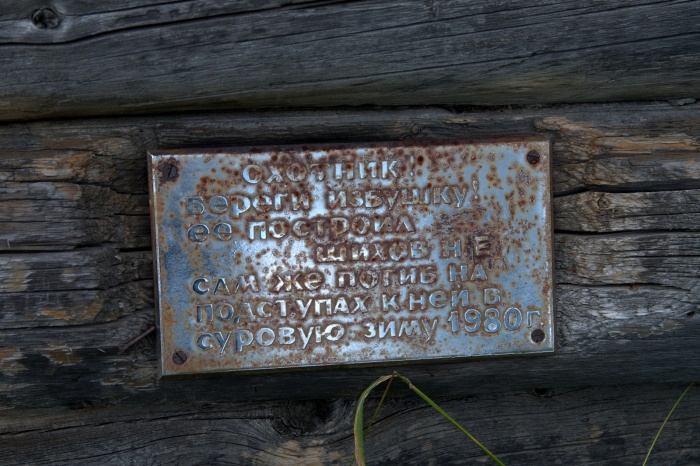 Охотник!
береги избушку!
ее построил
Шихов Н.Е.
сам же погиб на
подступах к ней в
суровую зиму 1980г.